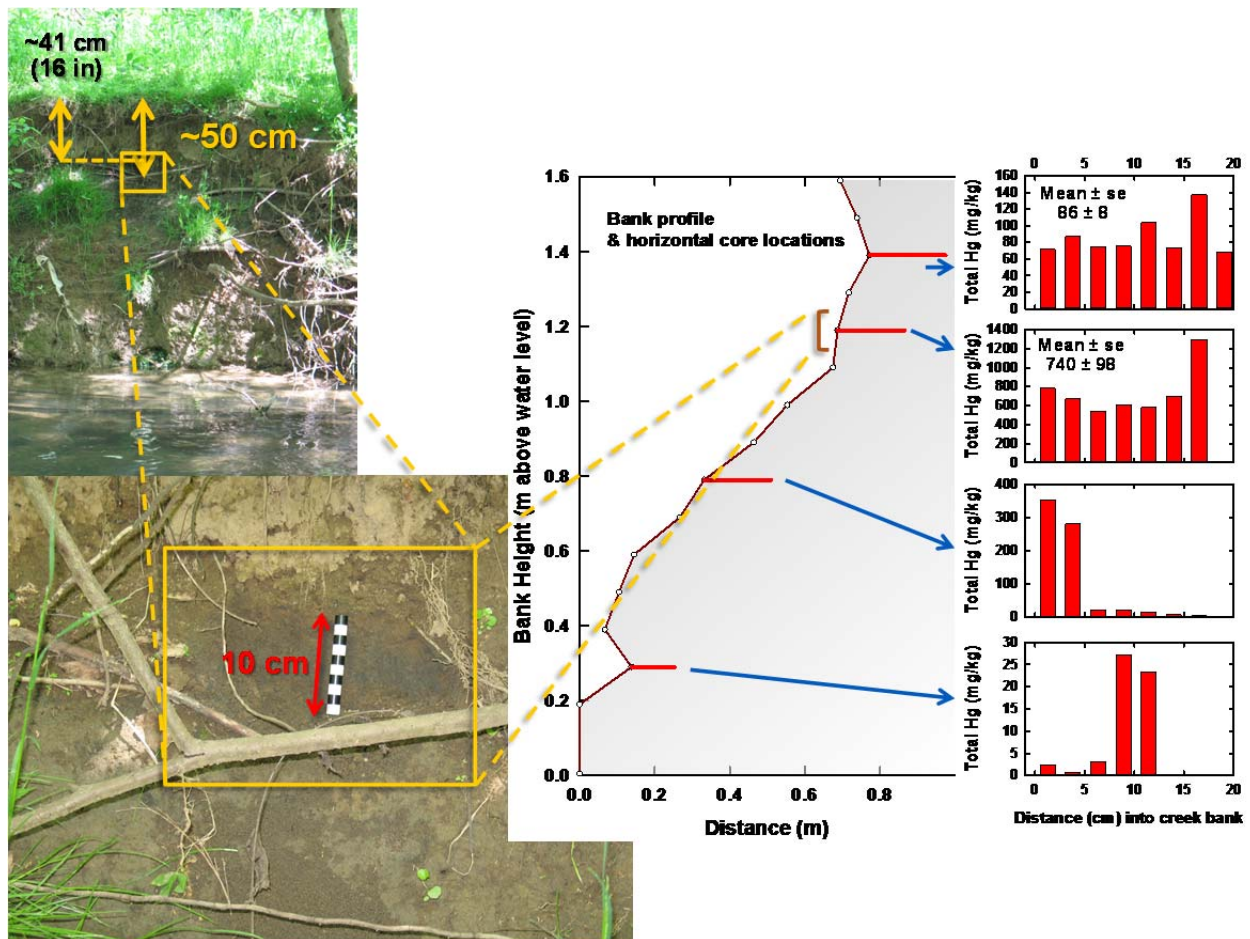 ~41 cm
(16 in)
~50 cm
10 cm
Bank profile
& horizontal core locations
Bank Height (m above water level)
1.6
1.4
1.2
1.0
0.8
0.6
0.4
0.2
0.0
0.0 0.2 0.4 0.6 0.8
Distance (m)
0 5 10 15 20
Total Hg (mg/kg)
160
140
120
100
80
60
40
20
0
Mean ± se
86 ± 8
Total Hg (mg/kg)
1400
1200
1000
800
600
400
200
0
Mean ± se
740 ± 98
Total Hg (mg/kg)
400
300
200
100
0
Total Hg (mg/kg)
30
25
20
15
10
5
0
0 5 10 15 20
Distance (cm) into creek bank